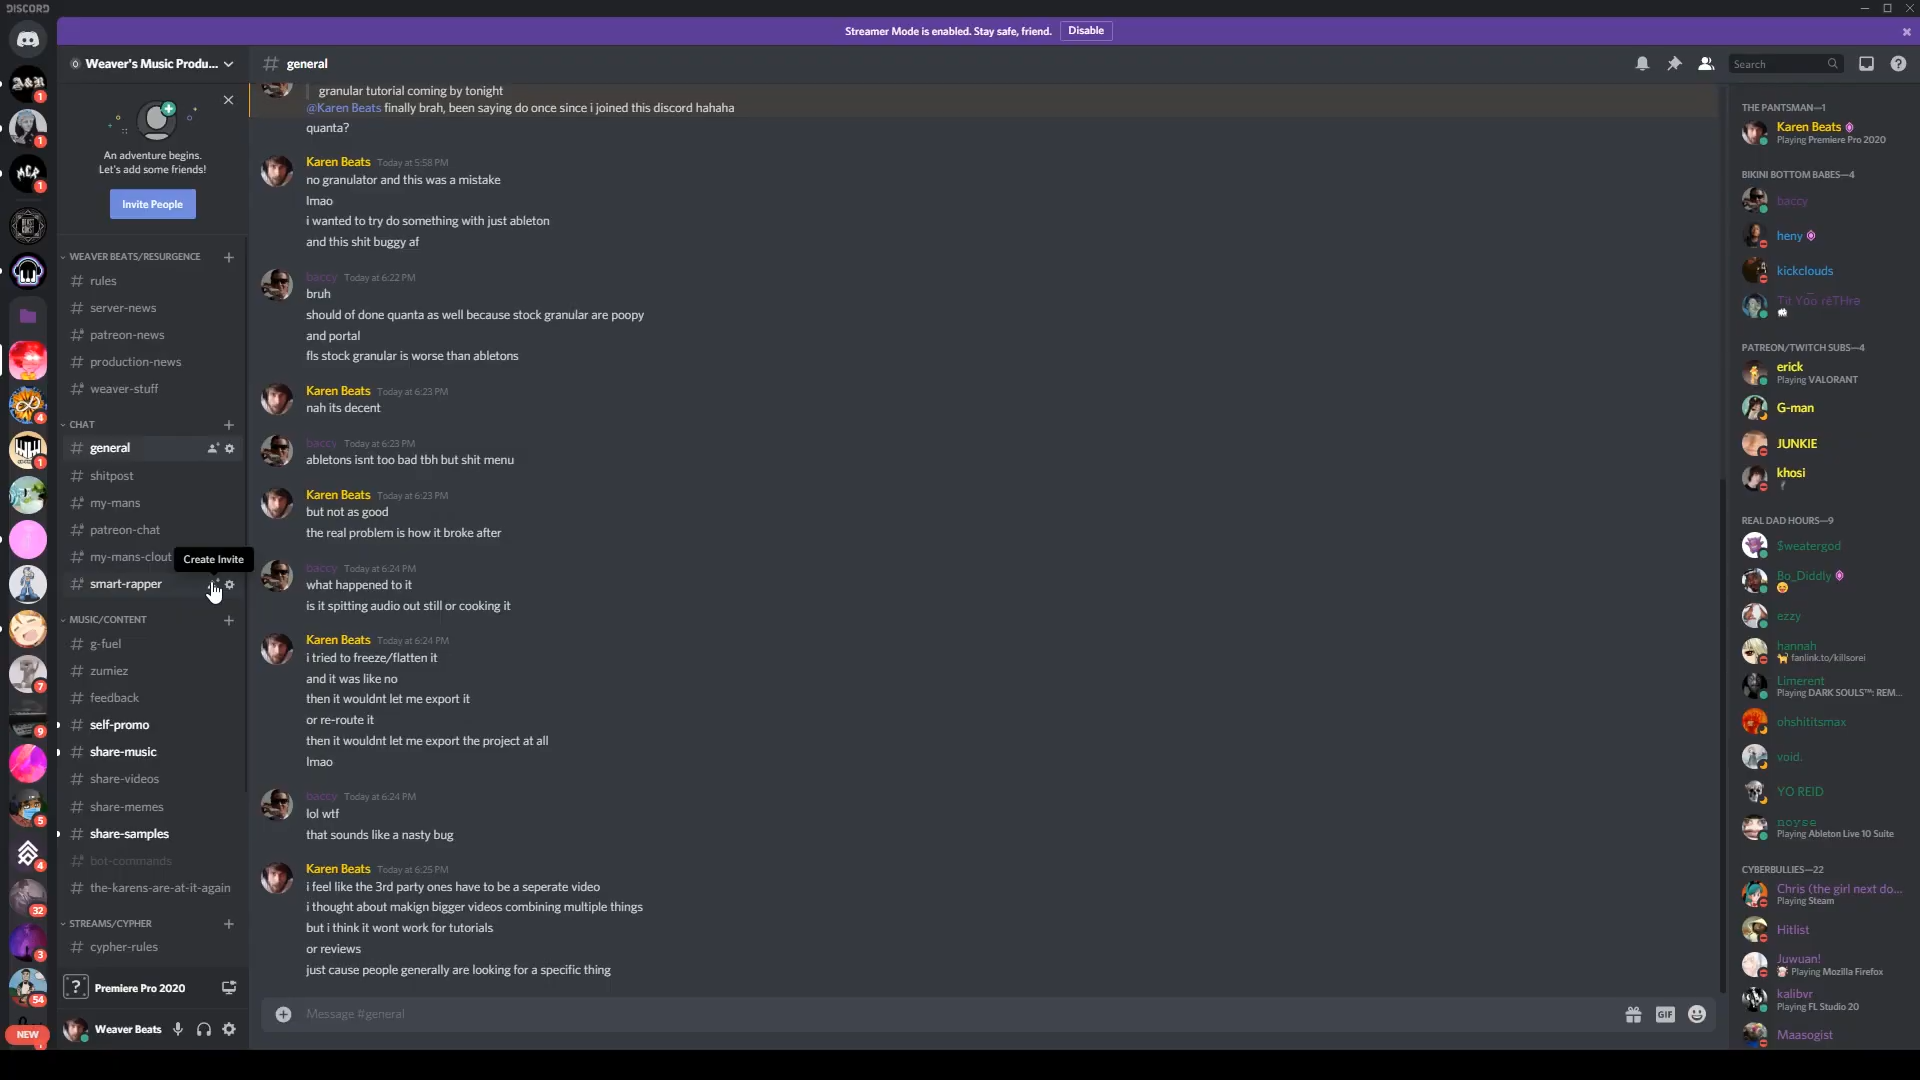 DISCORD
Streamer Mode is enabled. Stay safe, friend.
Disable
Weaver's Music Produ...
general
Search
An adventure begins.
Let's add some friends!
Invite People
WEAVER BEATS/RESURGENCE
rules
server-news
patreon-news
production-news
weaver-stuff
CHAT
general
shitpost
my-mans
patreon-chat
my-mans-clout
Create Invite
smart-rapper
MUSIC/CONTENT
g-fuel
zumiez
feedback
self-promo
share-music
share-videos
share-memes
share-samples
bot-commands
the-karens-are-at-it-again
STREAMS/CYPHER
cypher-rules
Premiere Pro 2020
Weaver Beats
1
1
1
4
1
7
9
5
4
32
3
54
NEW
granular tutorial coming by tonight
@Karen Beats finally brah, been saying do once since i joined this discord hahaha
quanta?
Karen Beats Today at 5:58 PM
no granulator and this was a mistake
lmao
i wanted to try do something with just ableton
and this shit buggy af
baccy Today at 6:22 PM
bruh
should of done quanta as well because stock granular are poopy
and portal
fls stock granular is worse than abletons
Karen Beats Today at 6:23 PM
nah its decent
baccy Today at 6:23 PM
abletons isnt too bad tbh but shit menu
Karen Beats Today at 6:23 PM
but not as good
the real problem is how it broke after
baccy Today at 6:24 PM
what happened to it
is it spitting audio out still or cooking it
Karen Beats Today at 6:24 PM
i tried to freeze/flatten it
and it was like no
then it wouldnt let me export it
or re-route it
then it wouldnt let me export the project at all
lmao
baccy Today at 6:24 PM
lol wtf
that sounds like a nasty bug
Karen Beats Today at 6:25 PM
i feel like the 3rd party ones have to be a seperate video
i thought about makign bigger videos combining multiple things
but i think it wont work for tutorials
or reviews
just cause people generally are looking for a specific thing
Message #general
GIF
THE PANTSMAN—1
Karen Beats
Playing Premiere Pro 2020
BIKINI BOTTOM BABES—4
baccy
heny
kickclouds
PATREON/TWITCH SUBS—4
erick
Playing VALORANT
G-man
JUNKIE
khosi
REAL DAD HOURS—9
$weatergod
Bo_Diddly
ezzy
hannah
fanlink.to/killsorei
Limerent
Playing DARK SOULS™: REM...
ohshititsmax
void.
YO REID
noyse
Playing Ableton Live 10 Suite
CYBERBULLIES—22
Chris (the girl next do...
Playing Steam
Hitlist
Juwuan!
Playing Mozilla Firefox
kalibvr
Playing FL Studio 20
Maasogist